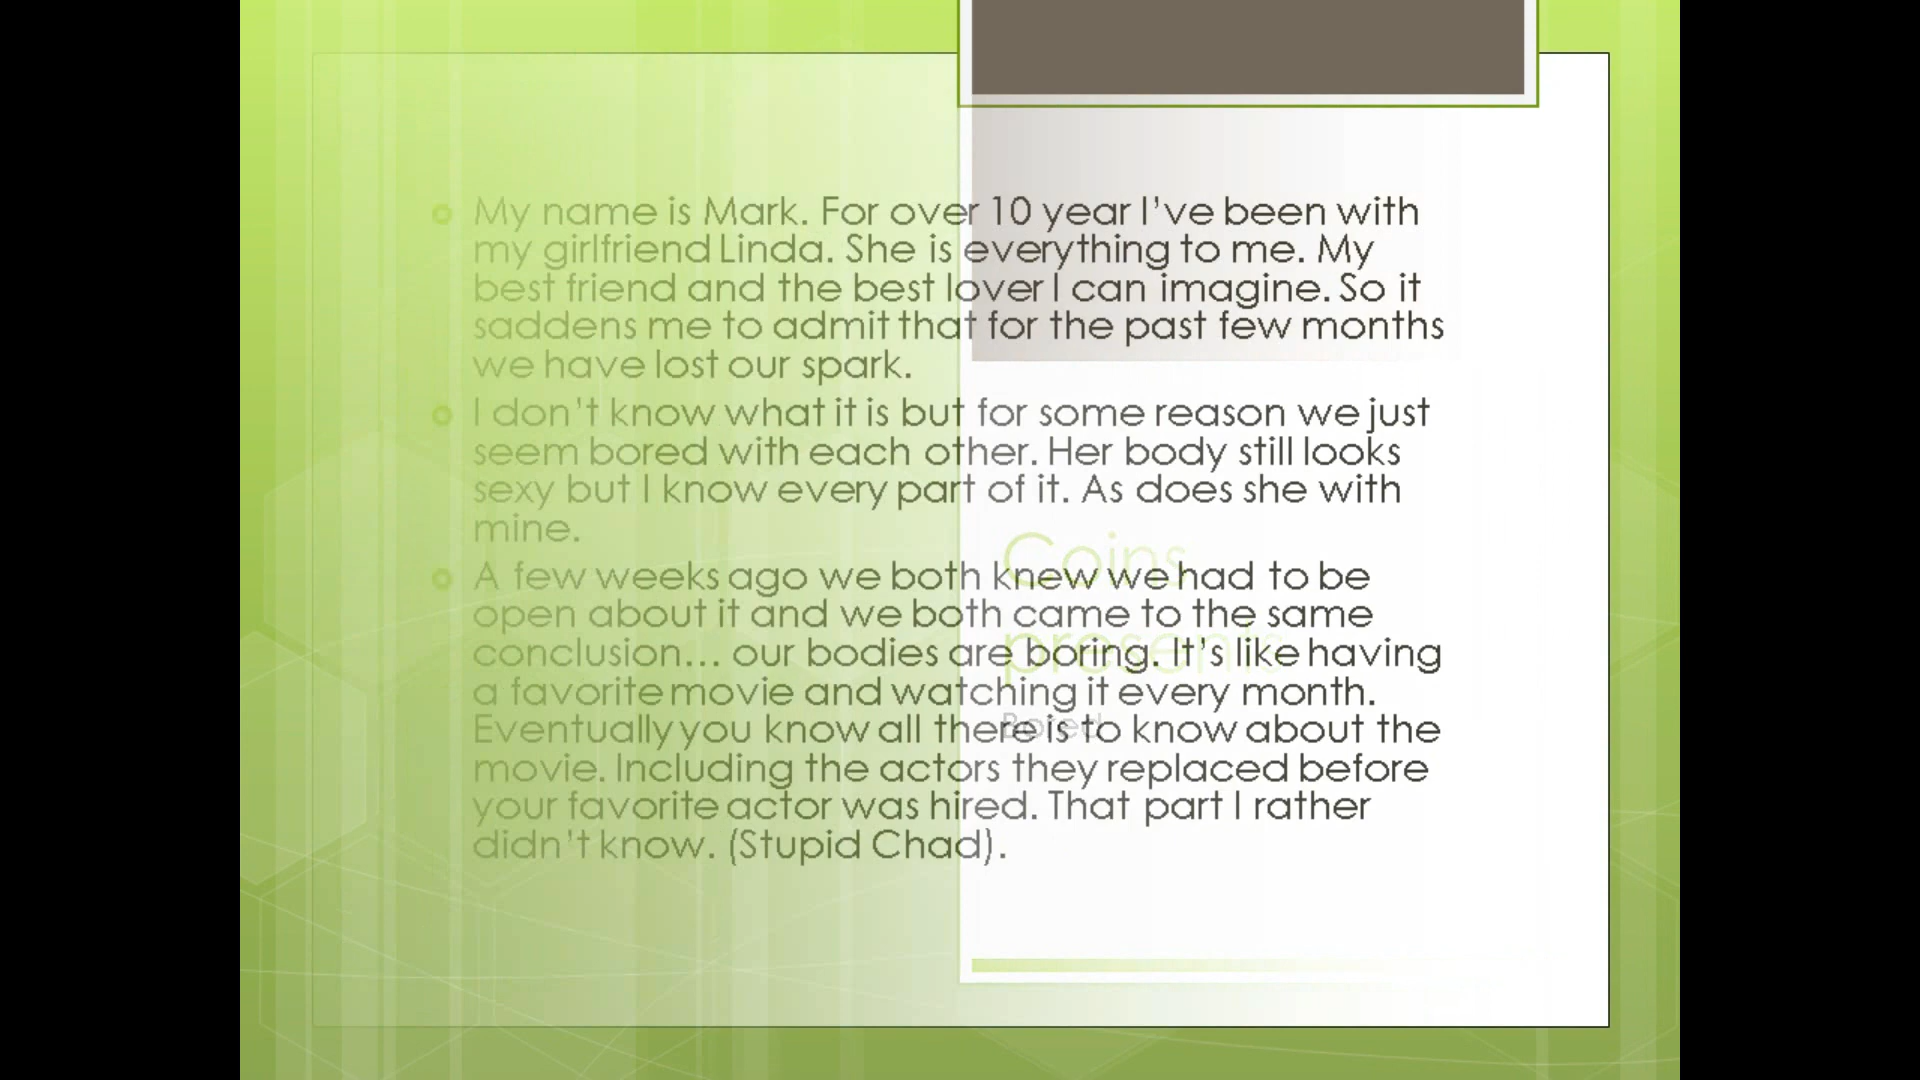 My name is Mark. For over 10 year I've been with
my girlfriend Linda. She is everything to me. My
best friend and the best lover I can imagine. So it
saddens me to admit that for the past few months
we have lost our spark.
I don't know what it is but for some reason we just
seem bored with each other. Her body still looks
sexy but I know every part of it. As does she with
mine.
A few weeks ago we both knew we had to be
open about it and we both came to the same
conclusion… our bodies are boring. It's like having
a favorite movie and watching it every month.
Eventually you know all there is to know about the
movie. Including the actors they replaced before
your favorite actor was hired. That part I rather
didn't know. (Stupid Chad).
Coins
presents
Bored